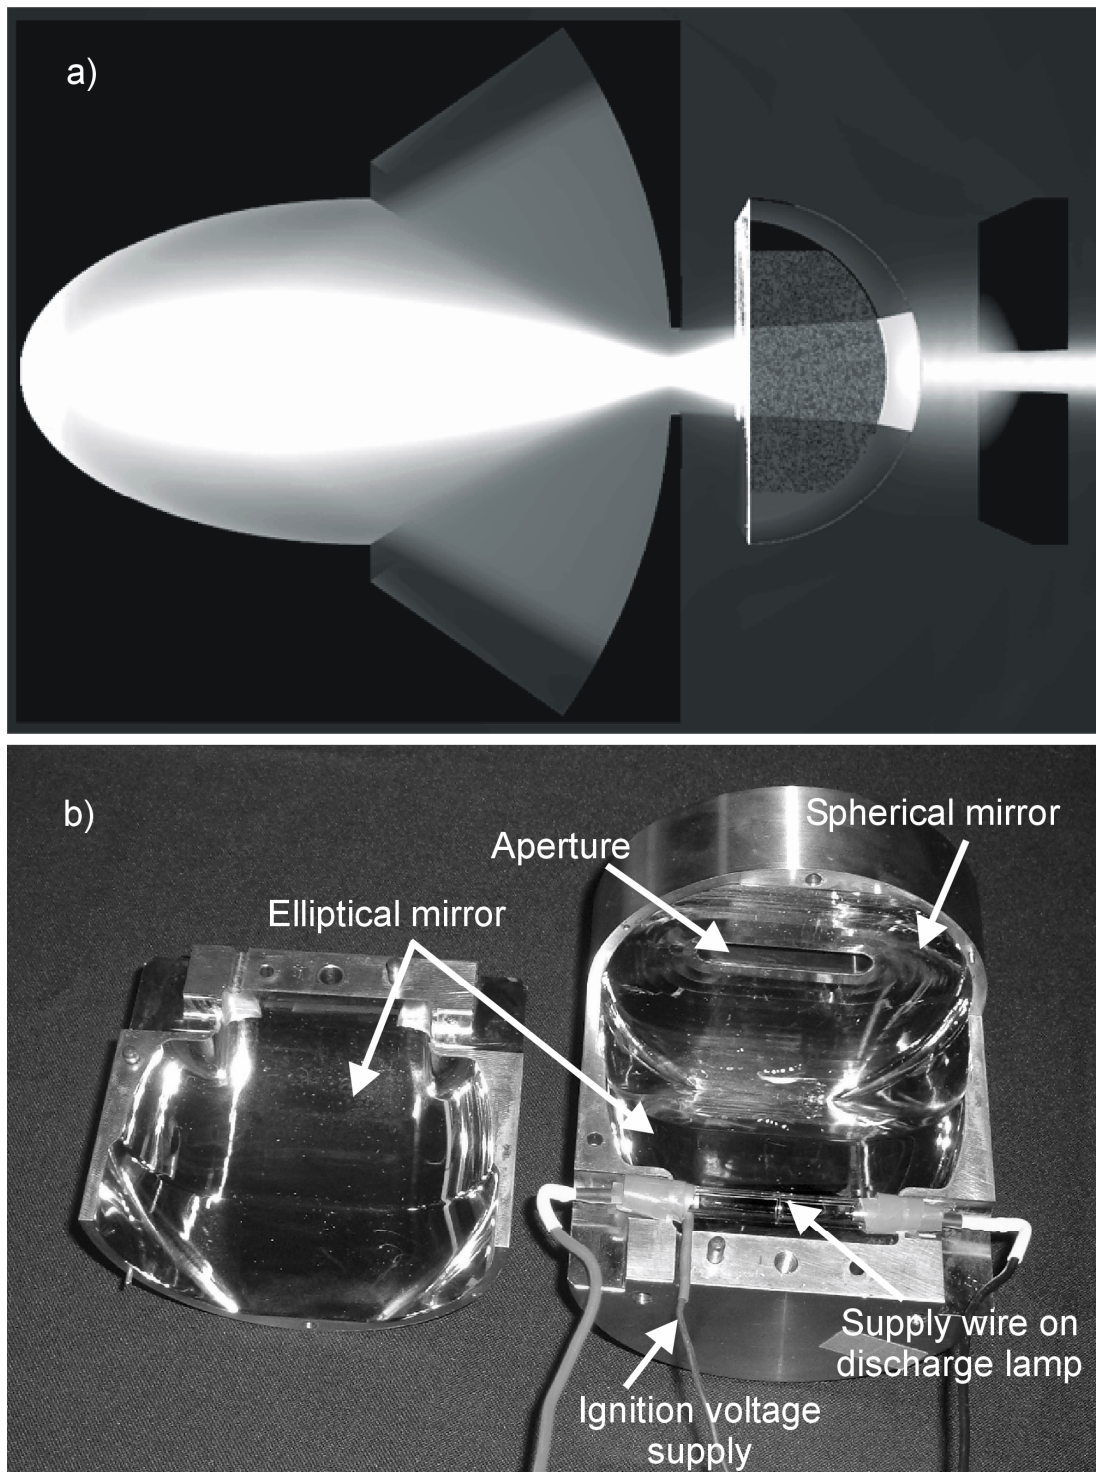 a)
b)
Spherical mirror
Aperture
Elliptical mirror
Supply wire on
discharge lamp
Ignition voltage
supply